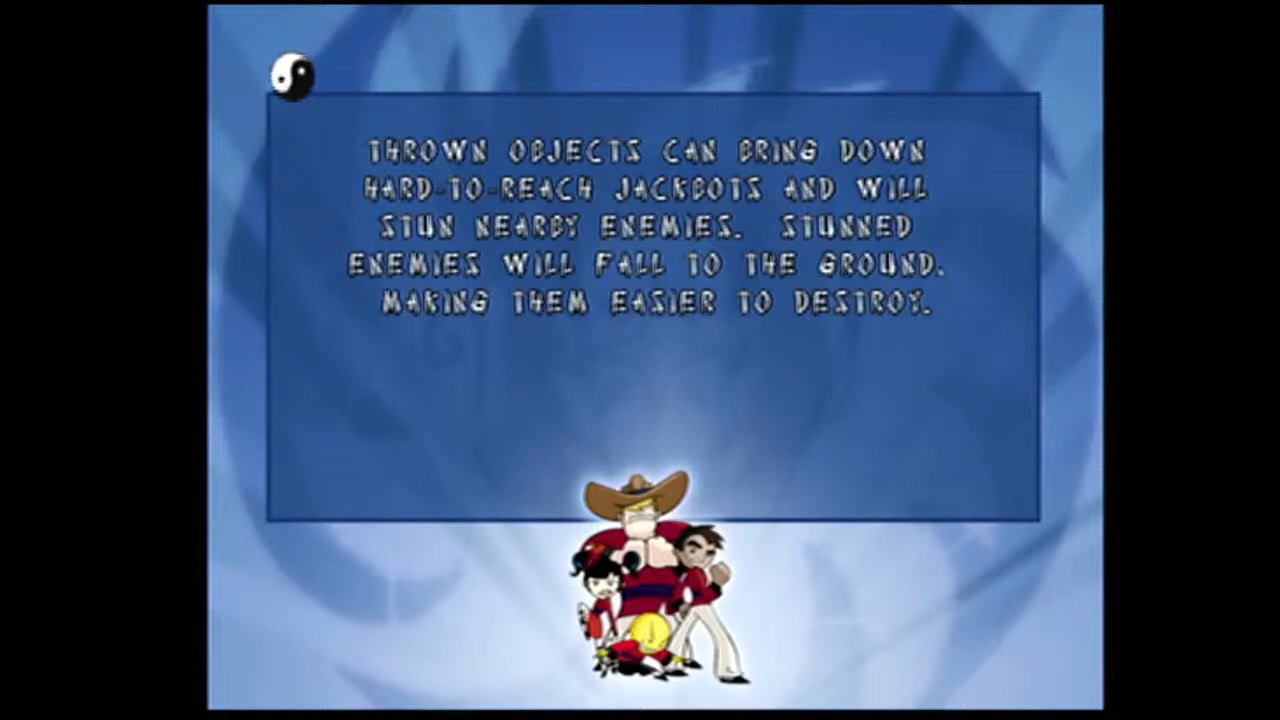 THROWN OBJECTS CAN BRING DOWN
HARD-TO-REACH JACKBOTS AND WILL
STUN NEARBY ENEMIES. STUNNED
ENEMIES WILL FALL TO THE GROUND.
MAKING THEM EASIER TO DESTROY.